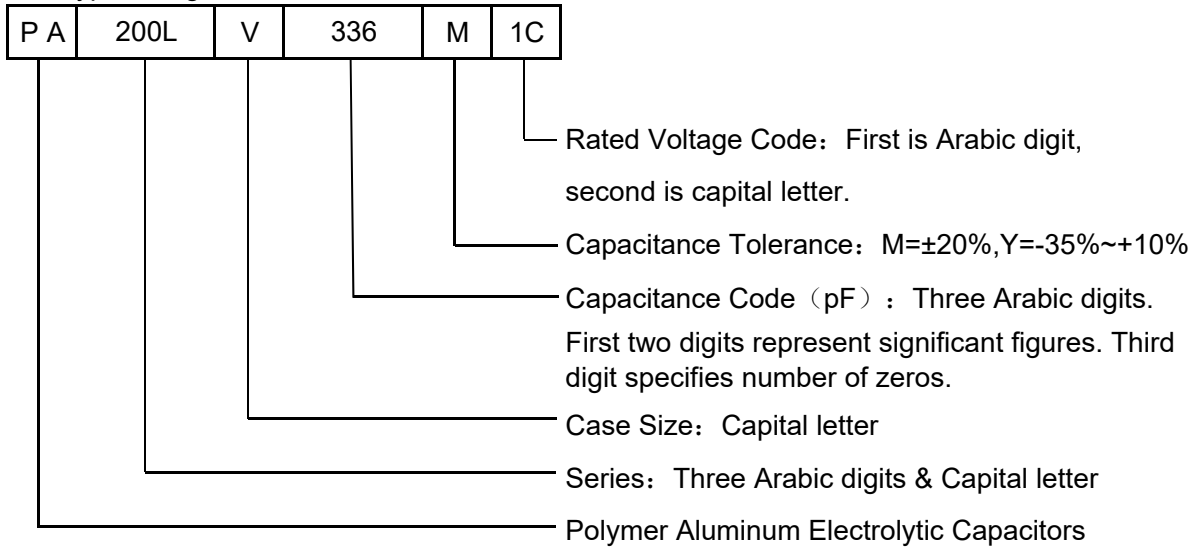 P A 200L V 336 M 1C
Rated Voltage Code：First is Arabic digit,
second is capital letter.
Capacitance Tolerance：M=±20%,Y=-35%~+10%
Capacitance Code（pF）：Three Arabic digits.
First two digits represent significant figures. Third
digit specifies number of zeros.
Case Size：Capital letter
Series：Three Arabic digits & Capital letter
Polymer Aluminum Electrolytic Capacitors